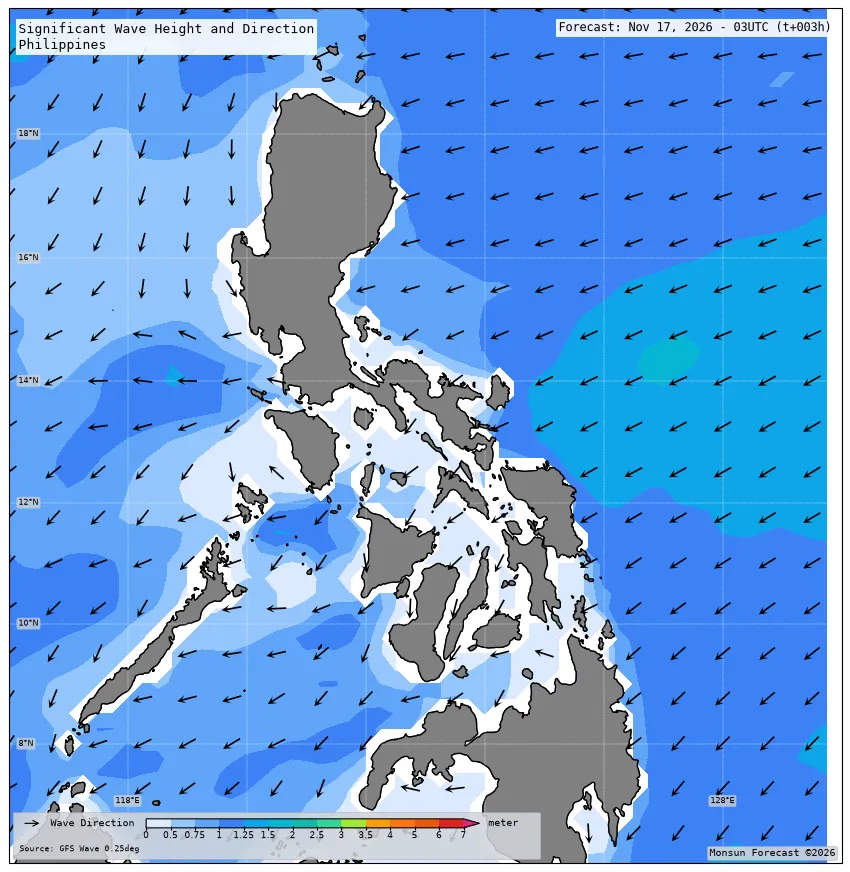 Significant Wave Height and Direction
Philippines
Forecast: Nov 17, 2026 - 03UTC (t+003h)
18°N
16°N
14°N
12°N
10°N
8°N
118°E
128°E
Wave Direction
0 0.5 0.75 1 1.25 1.5 2 2.5 3 3.5 4 5 6 7
meter
Source: GFS Wave 0.25deg
Monsun Forecast ©2026